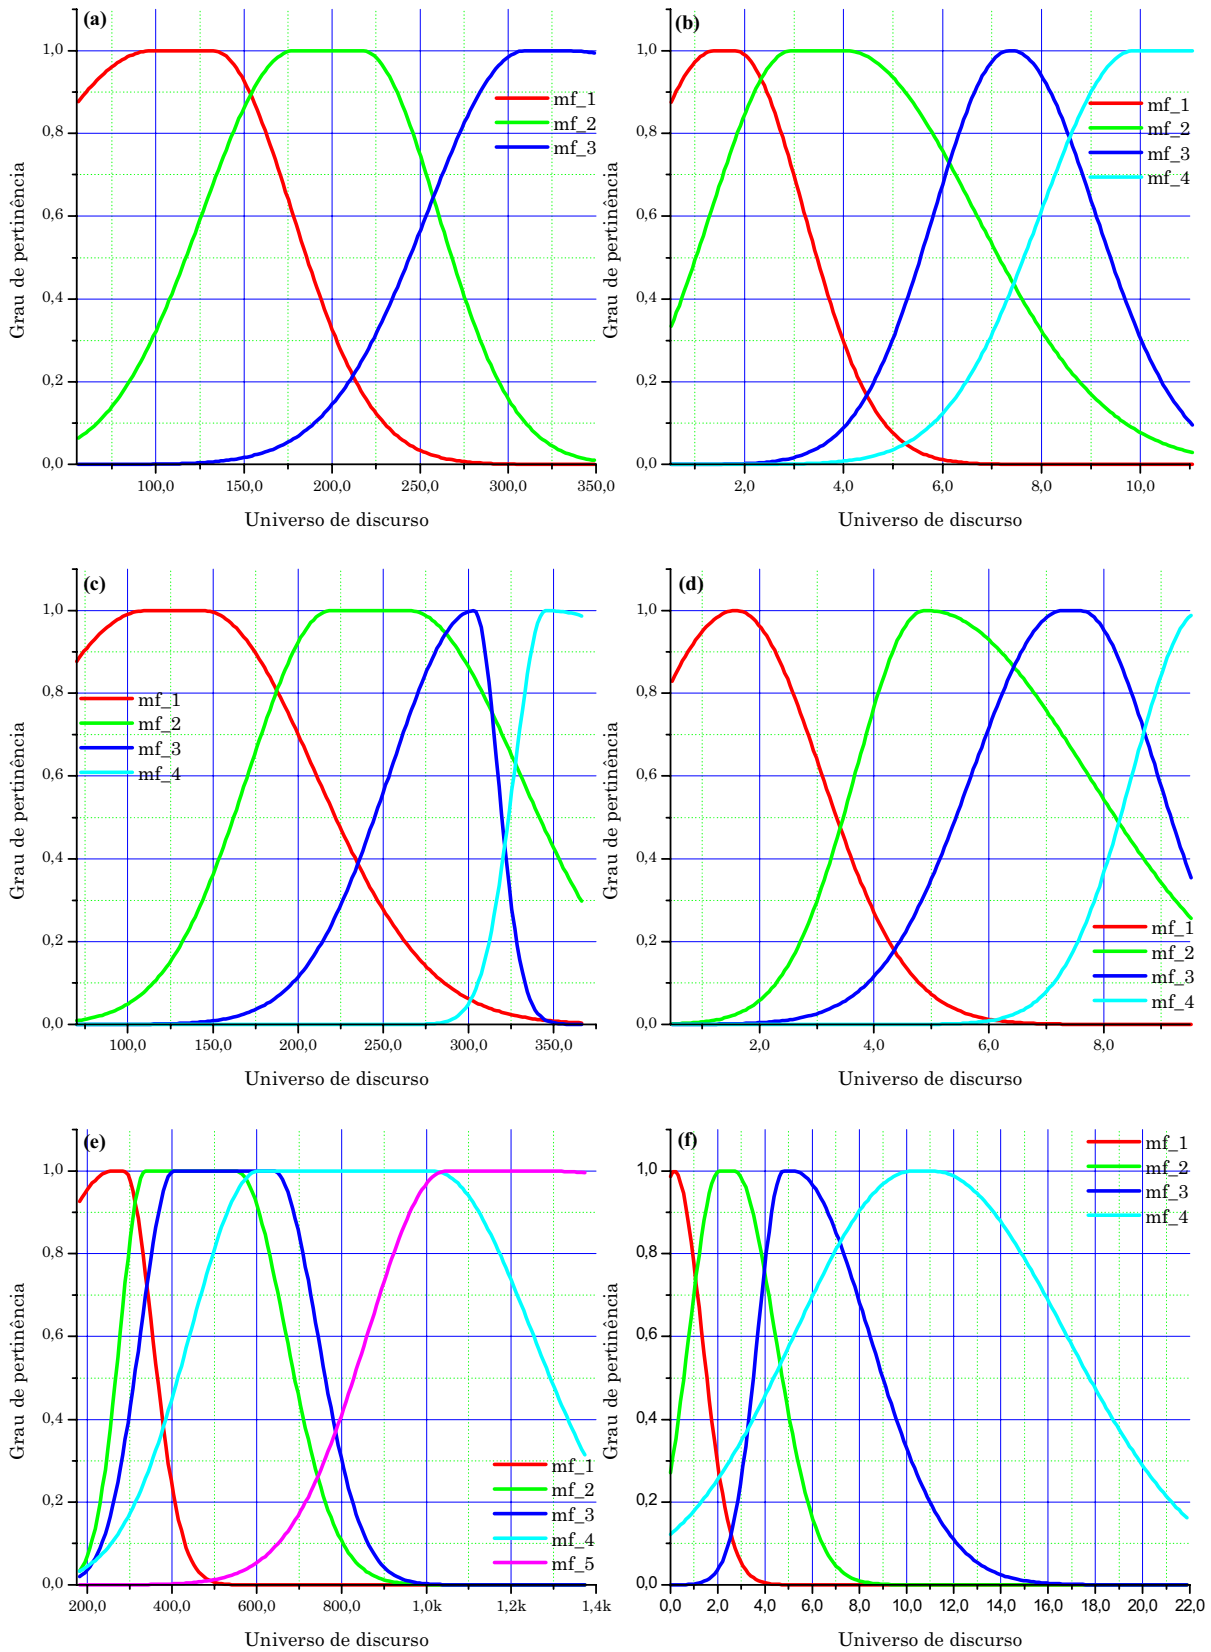 (a)
1,0
0,8
0,6
0,4
0,2
0,0
Grau de pertinência
mf_1
mf_2
mf_3
100,0 150,0 200,0 250,0 300,0 350,0
Universo de discurso
(b)
1,0
0,8
0,6
0,4
0,2
0,0
Grau de pertinência
mf_1
mf_2
mf_3
mf_4
2,0 4,0 6,0 8,0 10,0
Universo de discurso
(c)
1,0
0,8
0,6
0,4
0,2
0,0
Grau de pertinência
mf_1
mf_2
mf_3
mf_4
100,0 150,0 200,0 250,0 300,0 350,0
Universo de discurso
(d)
1,0
0,8
0,6
0,4
0,2
0,0
Grau de pertinência
mf_1
mf_2
mf_3
mf_4
2,0 4,0 6,0 8,0
Universo de discurso
(e)
1,0
0,8
0,6
0,4
0,2
0,0
Grau de pertinência
mf_1
mf_2
mf_3
mf_4
mf_5
200,0 400,0 600,0 800,0 1,0k 1,2k 1,4k
Universo de discurso
(f)
1,0
0,8
0,6
0,4
0,2
0,0
Grau de pertinência
mf_1
mf_2
mf_3
mf_4
0,0 2,0 4,0 6,0 8,0 10,0 12,0 14,0 16,0 18,0 20,0 22,0
Universo de discurso